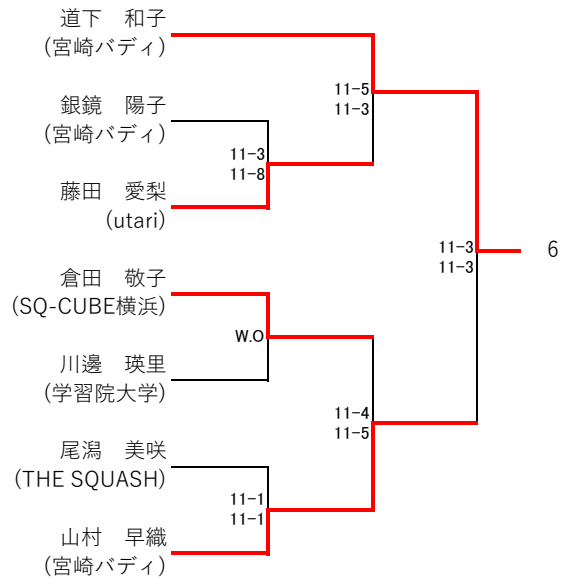 道下　和子
(宮崎バディ)
11-5
11-3
銀鏡　陽子
(宮崎バディ)
11-3
11-8
藤田　愛梨
(utari)
11-3
11-3
6
倉田　敬子
(SQ-CUBE横浜)
W.O
川邊　瑛里
(学習院大学)
11-4
11-5
尾潟　美咲
(THE SQUASH)
11-1
11-1
山村　早織
(宮崎バディ)